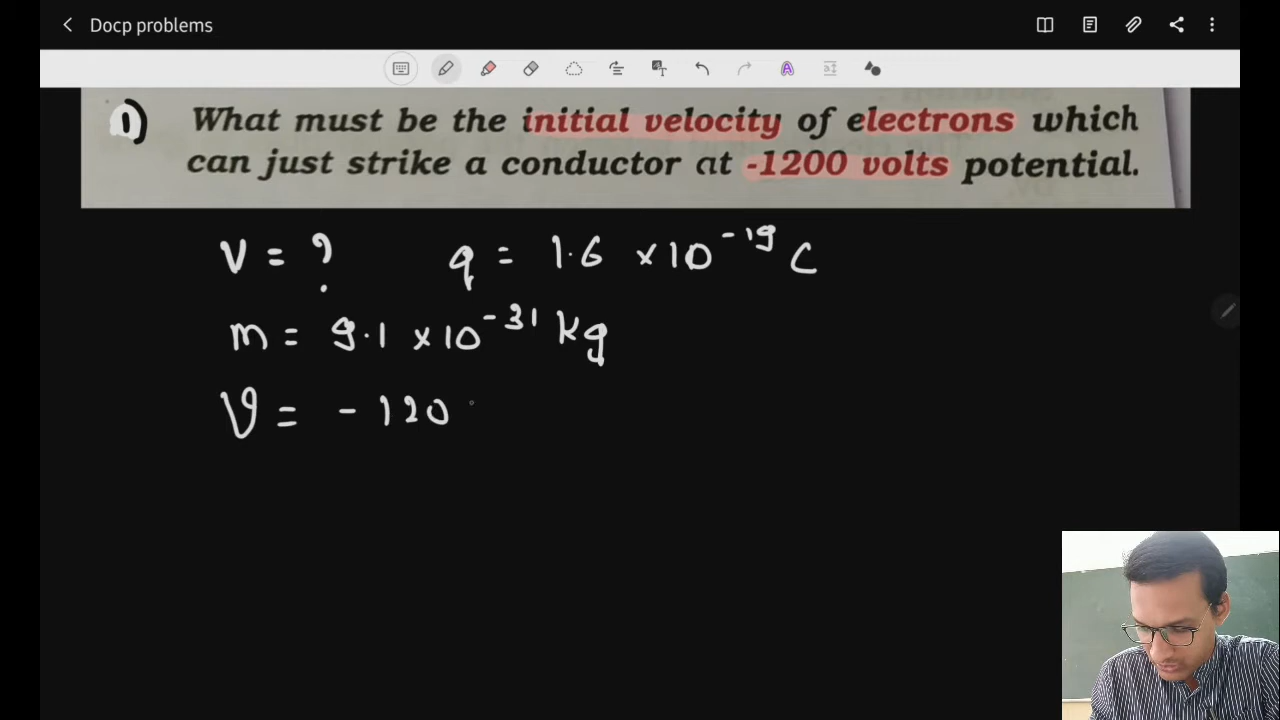 Docp problems
1) What must be the initial velocity of electrons which
can just strike a conductor at -1200 volts potential.
v = ? q = 1.6 × 10⁻¹⁹ C
m = 9.1 × 10⁻³¹ kg
V = - 120